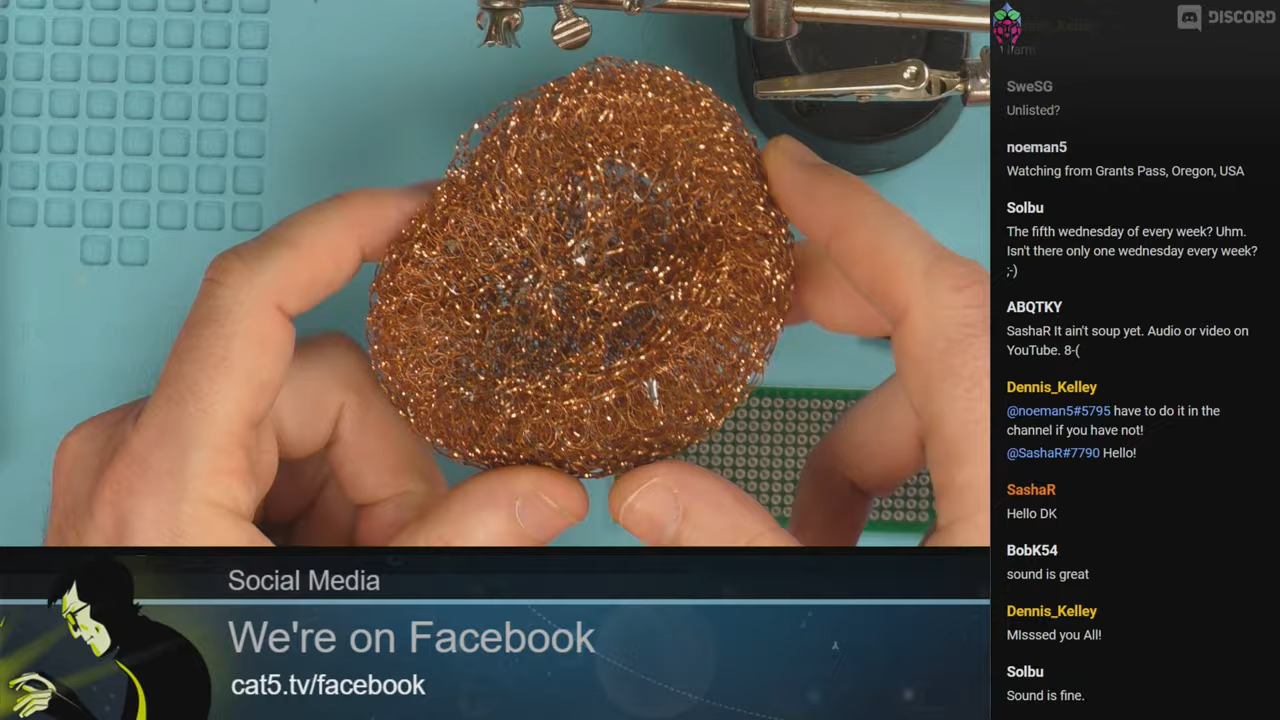 DISCORD
SweSG
Unlisted?
noeman5
Watching from Grants Pass, Oregon, USA
Solbu
The fifth wednesday of every week? Uhm.
Isn't there only one wednesday every week?
;-)
ABQTKY
SashaR It ain't soup yet. Audio or video on
YouTube. 8-(
Dennis_Kelley
@noeman5#5795 have to do it in the
channel if you have not!
@SashaR#7790 Hello!
SashaR
Hello DK
BobK54
sound is great
Dennis_Kelley
MIsssed you All!
Solbu
Sound is fine.
Social Media
We're on Facebook
cat5.tv/facebook